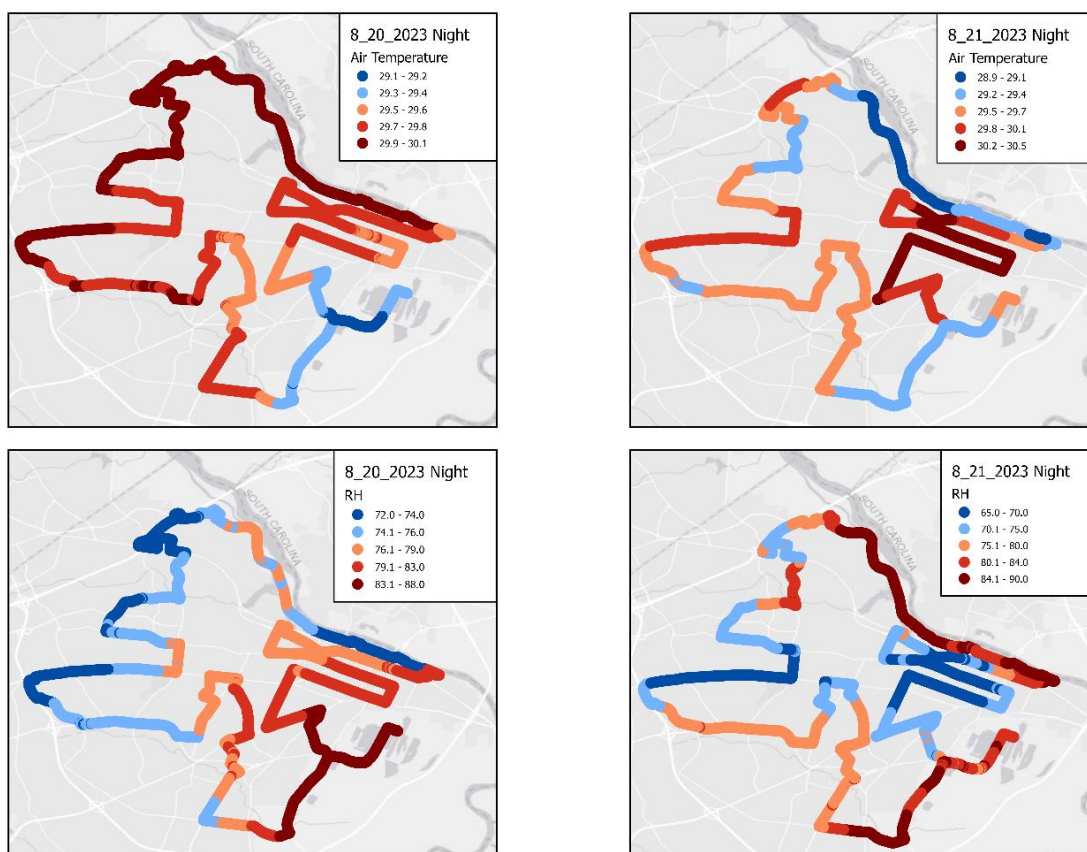 8_20_2023 Night
Air Temperature
29.1 - 29.2
29.3 - 29.4
29.5 - 29.6
29.7 - 29.8
29.9 - 30.1
SOUTH CAROLINA
8_21_2023 Night
Air Temperature
28.9 - 29.1
29.2 - 29.4
29.5 - 29.7
29.8 - 30.1
30.2 - 30.5
SOUTH CAROLINA
8_20_2023 Night
RH
72.0 - 74.0
74.1 - 76.0
76.1 - 79.0
79.1 - 83.0
83.1 - 88.0
SOUTH CAROLINA
8_21_2023 Night
RH
65.0 - 70.0
70.1 - 75.0
75.1 - 80.0
80.1 - 84.0
84.1 - 90.0
SOUTH CAROLINA